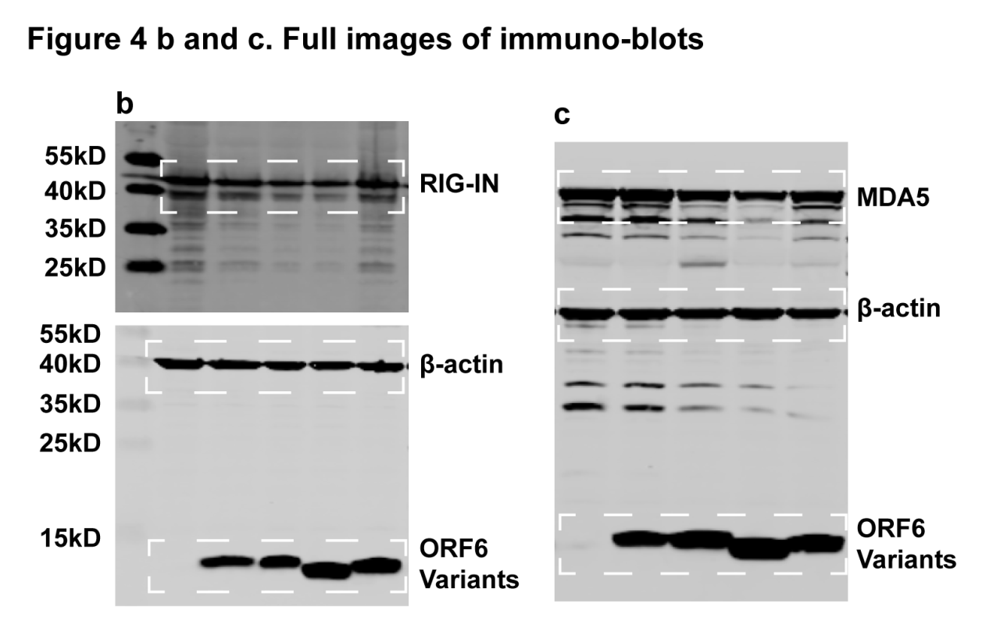 Figure 4 b and c. Full images of immuno-blots
b
55kD
40kD
35kD
25kD
RIG-IN
55kD
40kD
35kD
25kD
15kD
β-actin
ORF6
Variants
c
MDA5
β-actin
ORF6
Variants